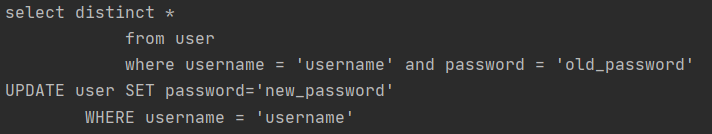 select distinct *
from user
where username = 'username' and password = 'old_password'
UPDATE user SET password='new_password'
WHERE username = 'username'